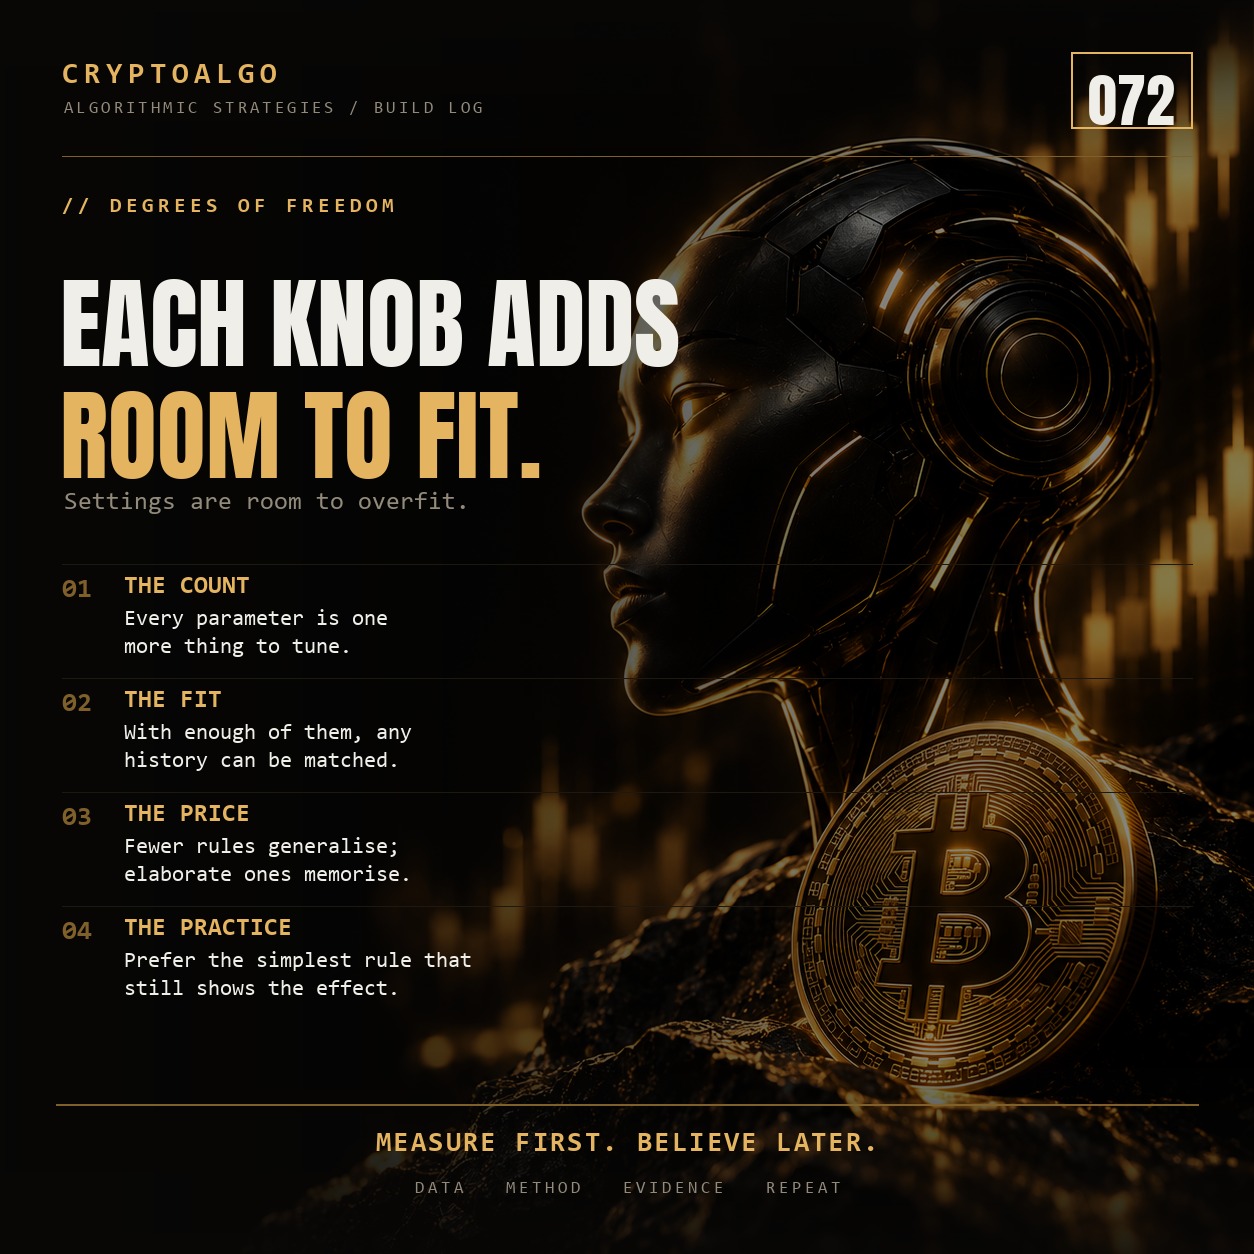 CRYPTOALGO
ALGORITHMIC STRATEGIES / BUILD LOG
072
// DEGREES OF FREEDOM
EACH KNOB ADDS
ROOM TO FIT.
Settings are room to overfit.
01 THE COUNT
Every parameter is one
more thing to tune.
02 THE FIT
With enough of them, any
history can be matched.
03 THE PRICE
Fewer rules generalise;
elaborate ones memorise.
04 THE PRACTICE
Prefer the simplest rule that
still shows the effect.
MEASURE FIRST. BELIEVE LATER.
DATA METHOD EVIDENCE REPEAT